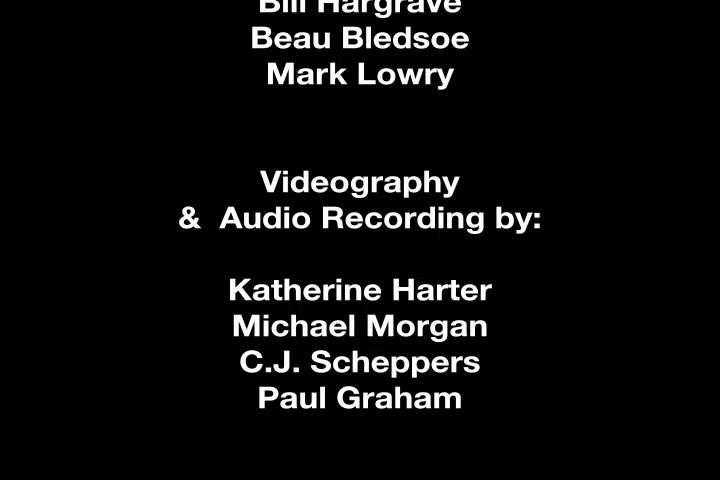 Bill Hargrave
Beau Bledsoe
Mark Lowry
Videography
& Audio Recording by:
Katherine Harter
Michael Morgan
C.J. Scheppers
Paul Graham